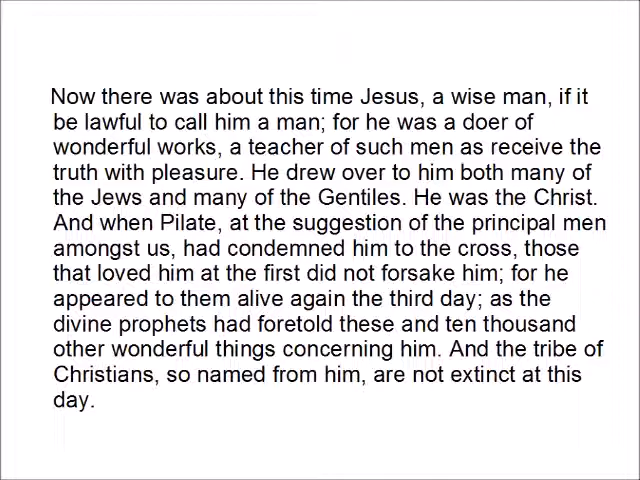 Now there was about this time Jesus, a wise man, if it
be lawful to call him a man; for he was a doer of
wonderful works, a teacher of such men as receive the
truth with pleasure. He drew over to him both many of
the Jews and many of the Gentiles. He was the Christ.
And when Pilate, at the suggestion of the principal men
amongst us, had condemned him to the cross, those
that loved him at the first did not forsake him; for he
appeared to them alive again the third day; as the
divine prophets had foretold these and ten thousand
other wonderful things concerning him. And the tribe of
Christians, so named from him, are not extinct at this
day.